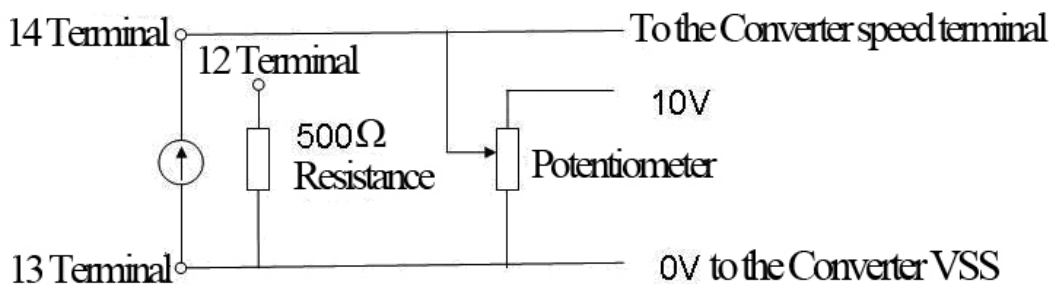 14 Terminal
To the Converter speed terminal
12 Terminal
10V
500Ω
Resistance
Potentiometer
13 Terminal
0V to the Converter VSS